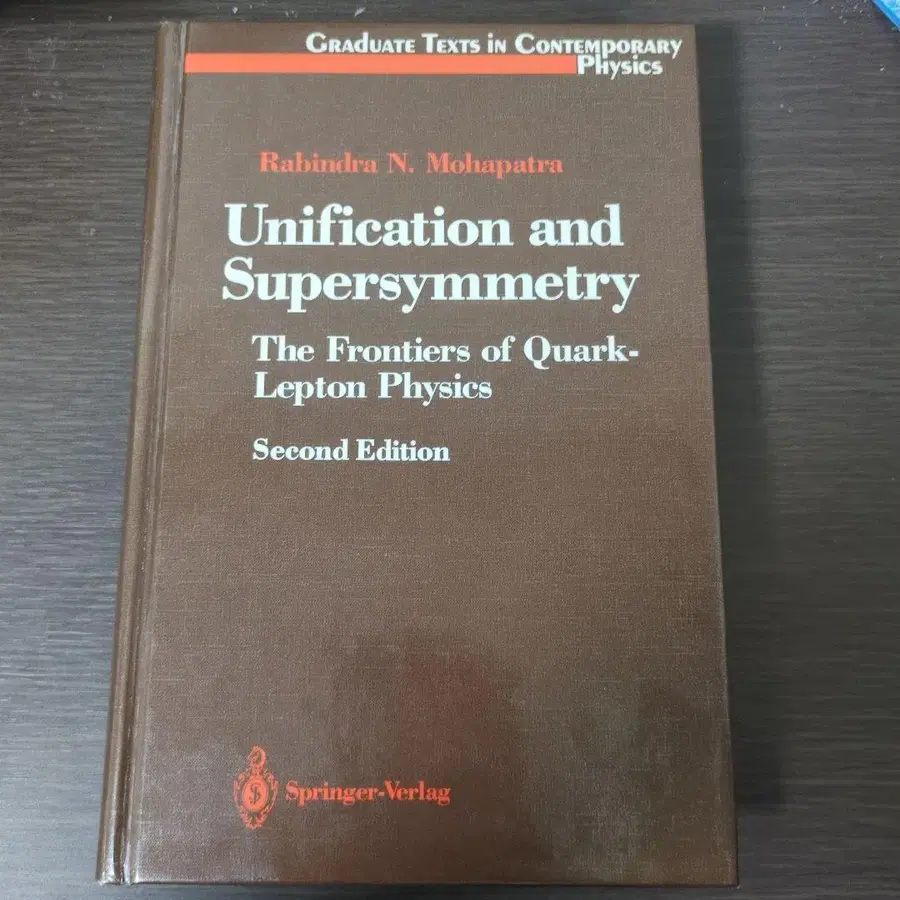 Graduate Texts in Contemporary
Physics
Rabindra N. Mohapatra
Unification and
Supersymmetry
The Frontiers of Quark-
Lepton Physics
Second Edition
Springer-Verlag